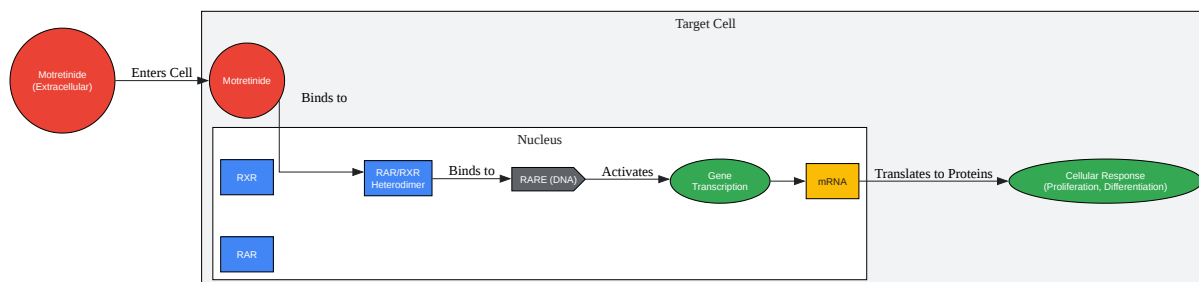 Target Cell
Motretinide
(Extracellular)
Enters Cell
Motretinide
Binds to
Nucleus
RXR
RAR/RXR
Heterodimer
Binds to
RARE (DNA)
Activates
Gene
Transcription
mRNA
Translates to Proteins
Cellular Response
(Proliferation, Differentiation)
RAR